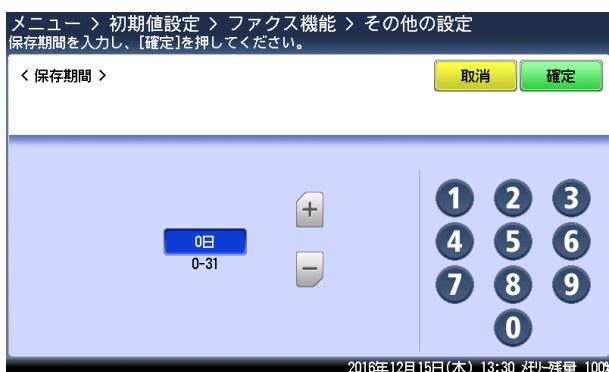 メニュー > 初期値設定 > ファクス機能 > その他の設定
保存期間を入力し、[確定]を押してください。
< 保存期間 >
取消
確定
0日
0-31
+
-
1 2 3
4 5 6
7 8 9
0
2016年12月15日(木) 13:30 メモリー残量 100%